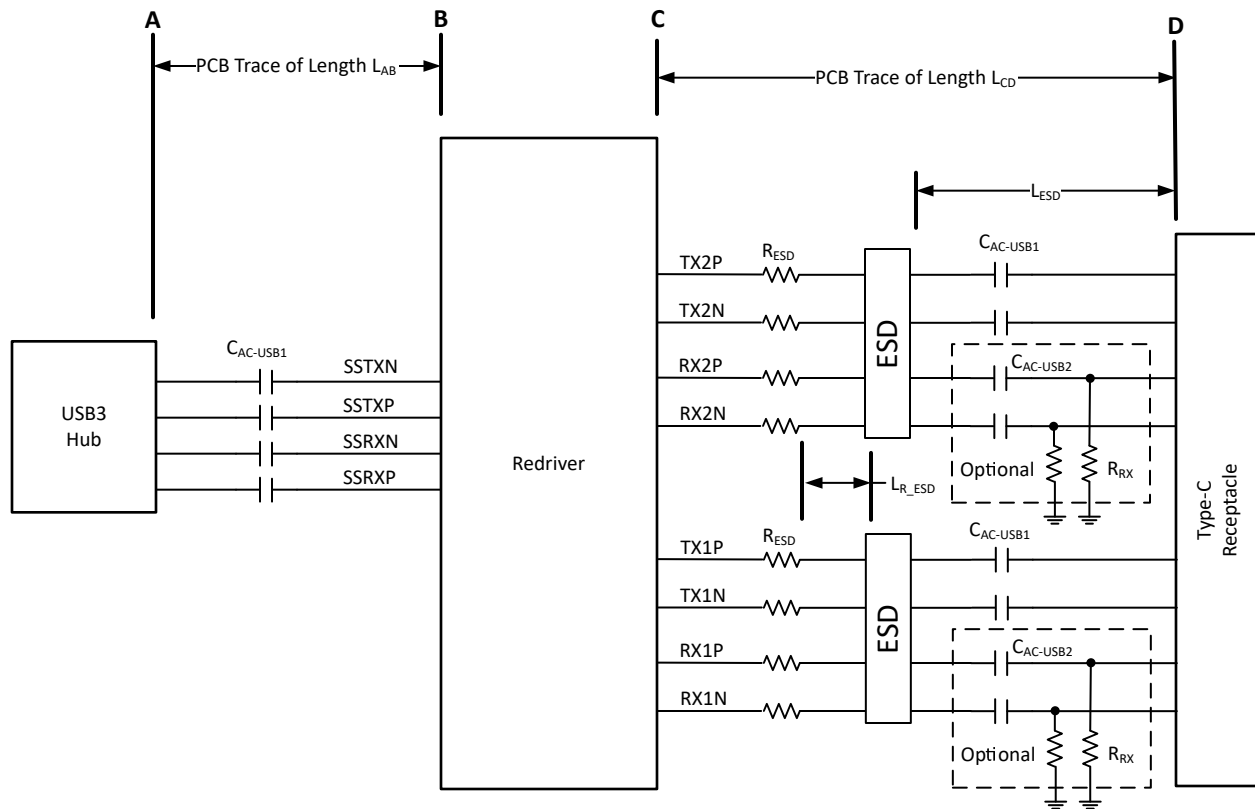 A
B
C
D
PCB Trace of Length LAB
PCB Trace of Length LCD
LESD
CAC-USB1
RESD
TX2P
TX2N
ESD
RX2P
CAC-USB2
RX2N
Optional
RRX
LR_ESD
USB3
Hub
CAC-USB1
SSTXN
SSTXP
SSRXN
SSRXP
Redriver
Type-C
Receptacle
CAC-USB1
RESD
TX1P
TX1N
ESD
RX1P
CAC-USB2
RX1N
Optional
RRX